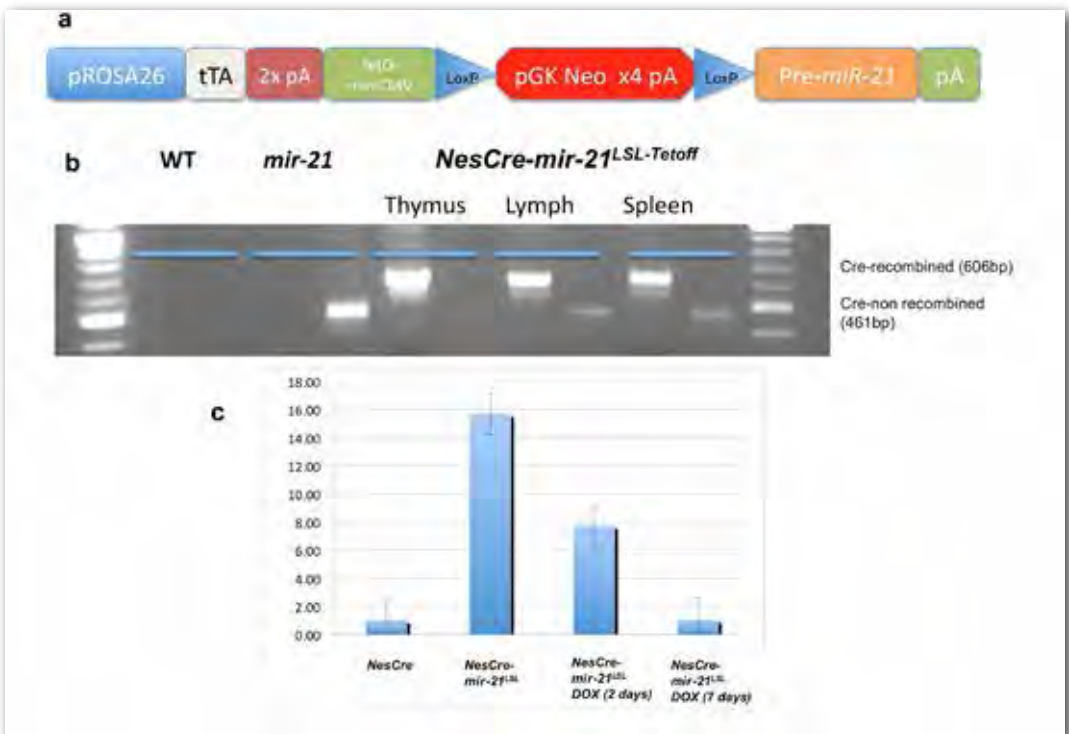 a
pROSA26 tTA 2x pA LoxP pGK Neo x4 pA LoxP Pre-miR-21 pA
b WT mir-21 NesCre-mir-21LSL-Tetoff
Thymus Lymph Spleen
Cre-recombined (606bp)
Cre-non recombined
(461bp)
c
18.00
16.00
14.00
12.00
10.00
8.00
6.00
4.00
2.00
0.00
NesCre
NesCre-
mir-21LSL
NesCre-
mir-21LSL
DOX (2 days)
NesCre-
mir-21LSL
DOX (7 days)